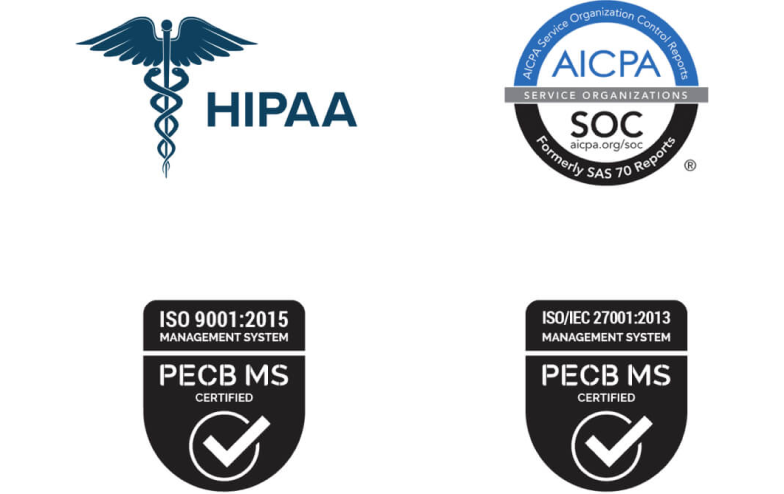 HIPAA
AICPA Service Organization Control Reports
AICPA
SERVICE ORGANIZATIONS
SOC
aicpa.org/soc
Formerly SAS 70 Reports
®
ISO 9001:2015
MANAGEMENT SYSTEM
PECB MS
CERTIFIED
ISO/IEC 27001:2013
MANAGEMENT SYSTEM
PECB MS
CERTIFIED